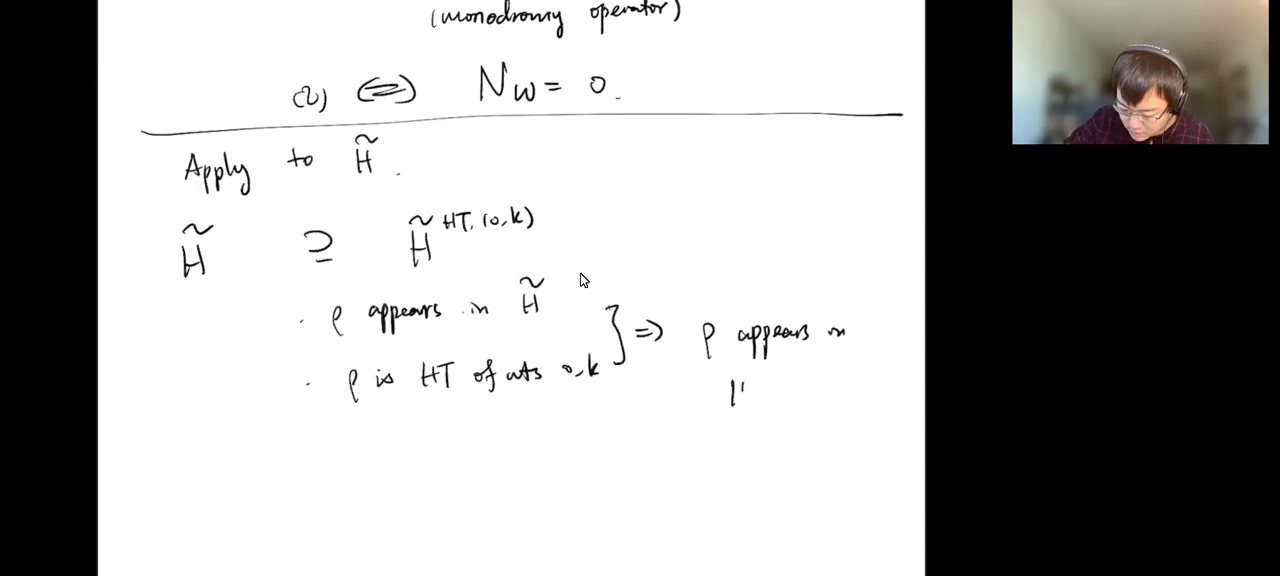 (monodromy operator)
(2) ⟺ N_W = 0.
Apply to H̃.
H̃ ⊇ H̃^{HT, (0,k)}
· ρ appears in H̃
· ρ is HT of wts 0,k } ⇒ ρ appears in